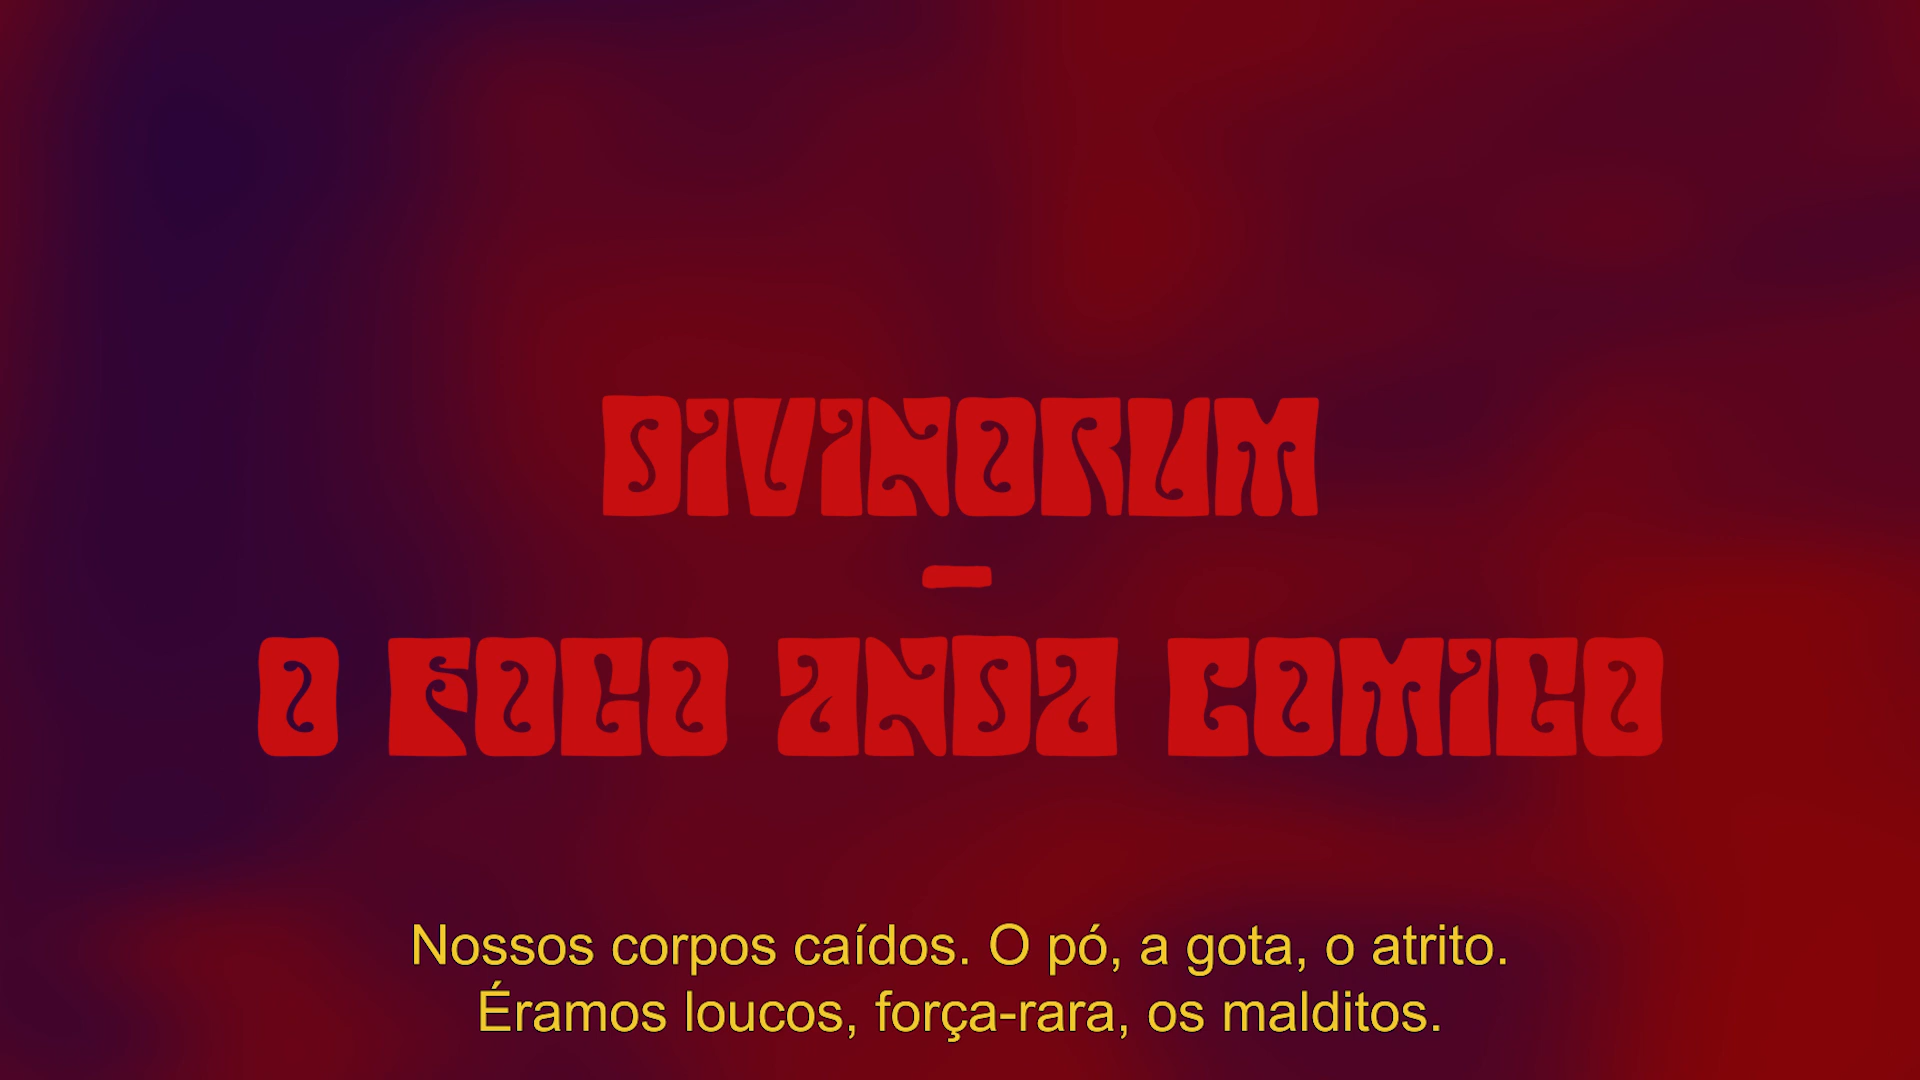 DIVINORUM
-
O FOGO ANDA COMIGO
Nossos corpos caídos. O pó, a gota, o atrito.
Éramos loucos, força-rara, os malditos.